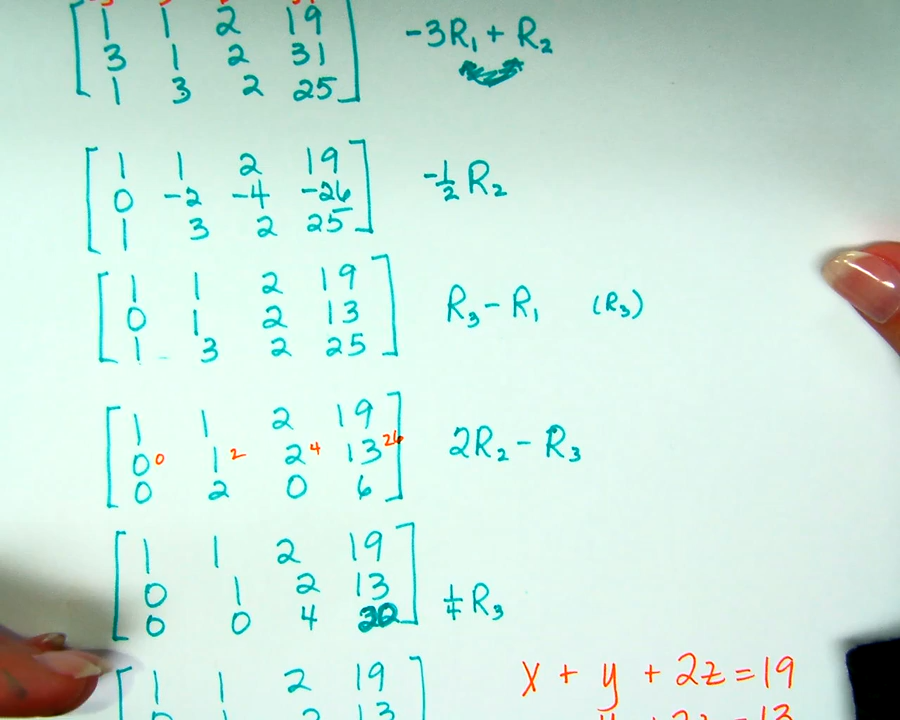 1 1 2 19 -3R₁ + R₂
3 1 2 31
1 3 2 25
1 1 2 19
0 -2 -4 -26 -1/2 R₂
1 3 2 25
1 1 2 19
0 1 2 13 R₃ - R₁ (R₃)
1 3 2 25
1 1 2 19
0 0 1 2 2 4 13 26 2R₂ - R₃
0 2 0 6
1 1 2 19
0 1 2 13
0 0 4 20 1/4 R₃
1 1 2 19
x + y + 2z = 19